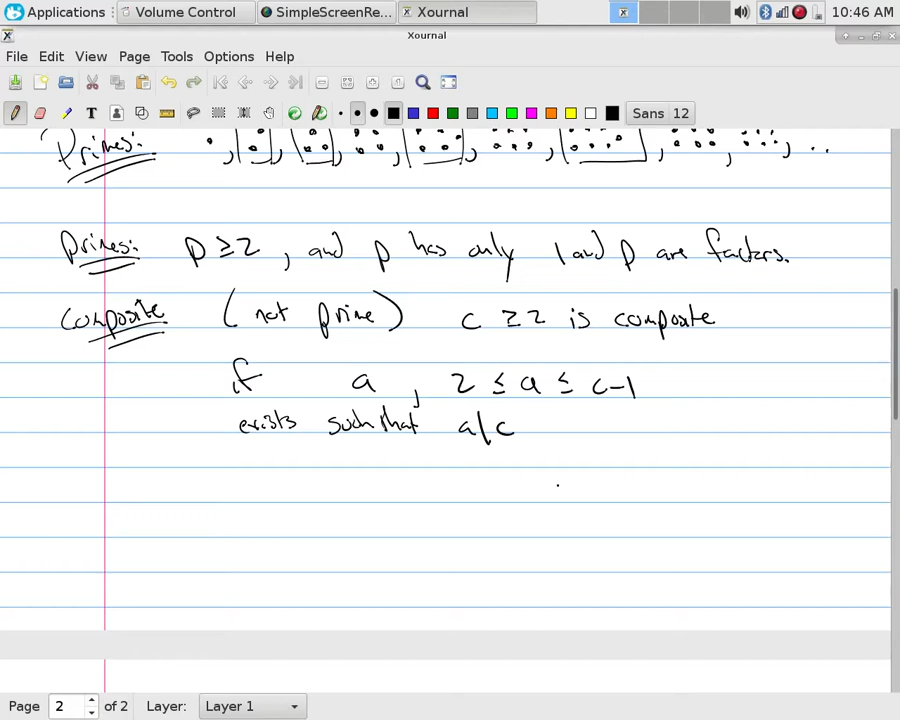 Applications Volume Control SimpleScreenRe... Xournal 10:46 AM
Xournal
File Edit View Page Tools Options Help
Sans 12
Primes: . , , , , , , , , , ...
primes: p ≥ 2 , and p has only 1 and p are factors.
composite (not prime) c ≥ 2 is composite
if a , 2 ≤ a ≤ c-1
exists such that a|c
Page 2 of 2 Layer: Layer 1